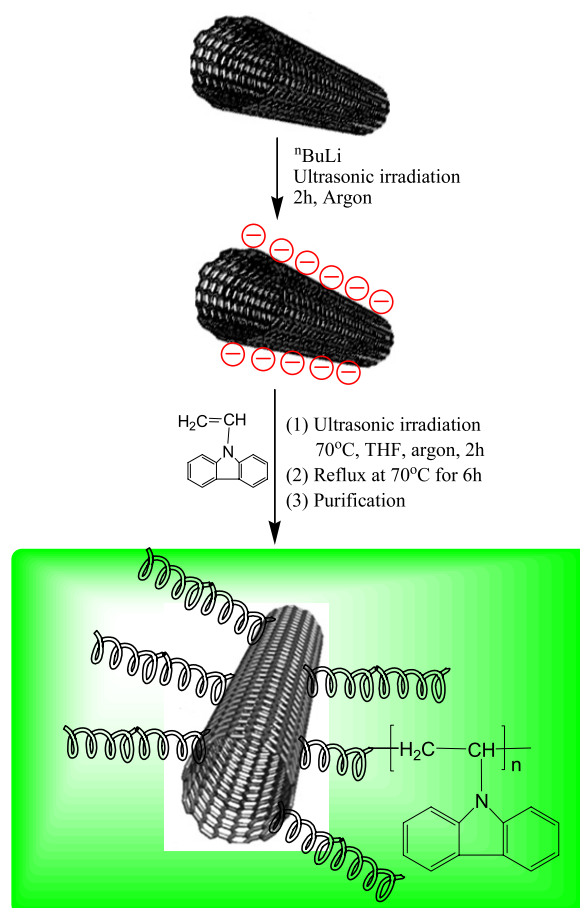 ⁿBuLi
Ultrasonic irradiation
2h, Argon
− − − − − −
− − − − −
H₂C=CH
N
(1) Ultrasonic irradiation
70°C, THF, argon, 2h
(2) Reflux at 70°C for 6h
(3) Purification
[H₂C CH]n
N